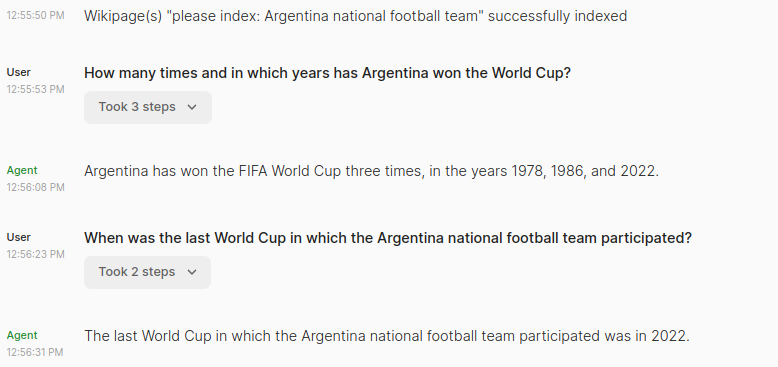 12:55:50 PM Wikipage(s) "please index: Argentina national football team" successfully indexed
User How many times and in which years has Argentina won the World Cup?
12:55:53 PM
Took 3 steps
Agent Argentina has won the FIFA World Cup three times, in the years 1978, 1986, and 2022.
12:56:08 PM
User When was the last World Cup in which the Argentina national football team participated?
12:56:23 PM
Took 2 steps
Agent The last World Cup in which the Argentina national football team participated was in 2022.
12:56:31 PM